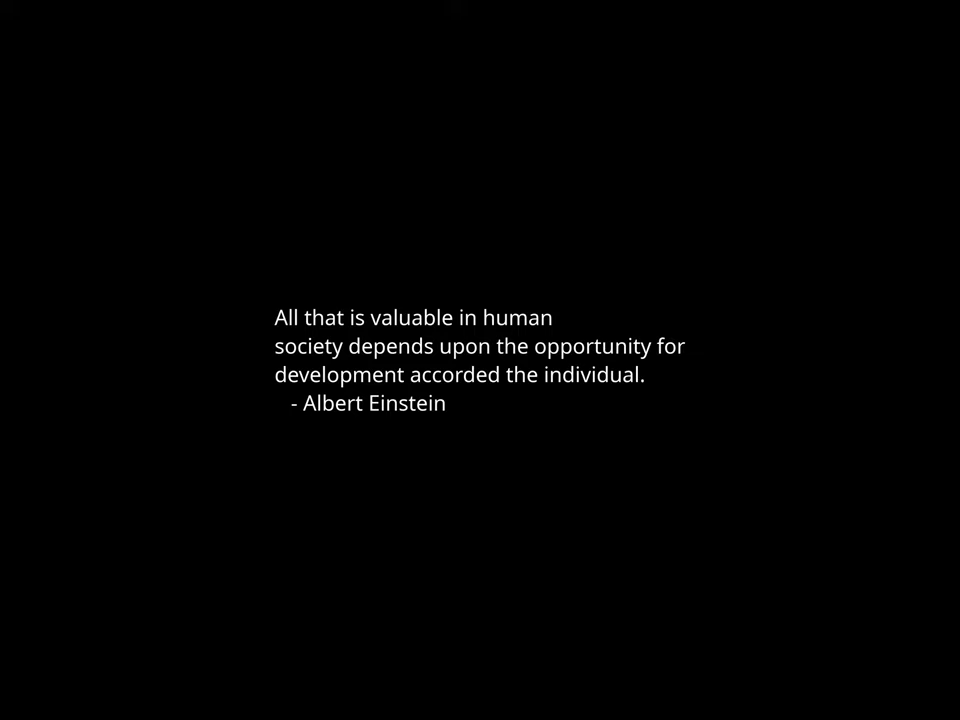 All that is valuable in human
society depends upon the opportunity for
development accorded the individual.
- Albert Einstein